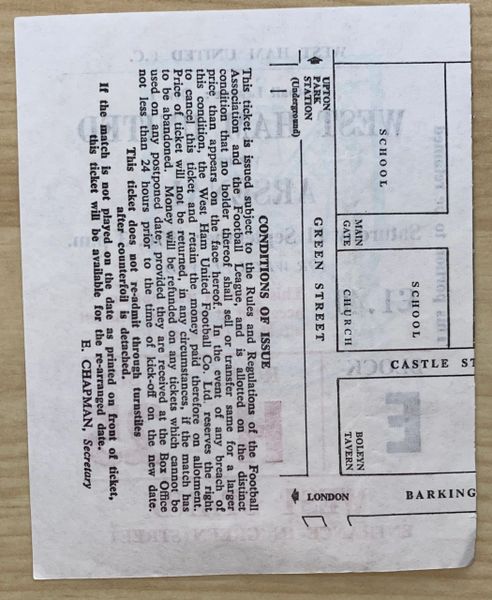 UPTON
PARK
STATION
(Underground)
SCHOOL
MAIN
GATE
SCHOOL
CHURCH
GREEN STREET
CASTLE ST
BOLEYN
TAVERN
LONDON
BARKING
CONDITIONS OF ISSUE
This ticket is issued subject to the Rules and Regulations of the Football
Association and the Football League, and is allotted on the distinct
condition that no holder thereof shall sell or transfer same for a larger
price than appears on the face hereof. In the event of any breach of
this condition, the West Ham United Football Co. Ltd reserves the right
to cancel this ticket and retain the money paid therefore on allotment.
Price of ticket will not be returned, in any circumstances, if the match has
to be abandoned. Money will be refunded on any tickets which cannot be
used on any postponed date, provided they are received at the Box Office
not less than 24 hours prior to the time of kick-off on the new date.
This ticket does not re-admit through turnstiles
after counterfoil is detached.
If the match is not played on the date as printed on front of ticket,
this ticket will be available for the re-arranged date.
E. CHAPMAN, Secretary